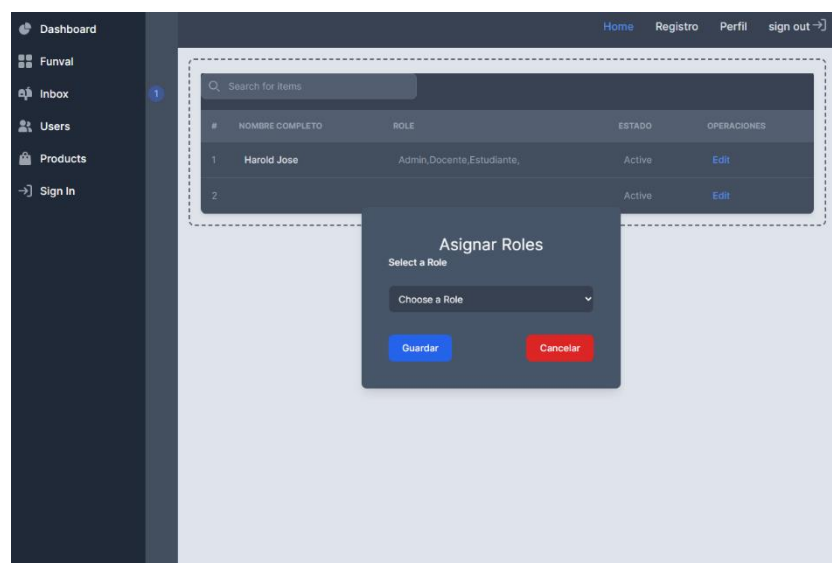 Dashboard
Funval
Inbox 1
Users
Products
Sign In
Home Registro Perfil sign out
Search for items
# NOMBRE COMPLETO ROLE ESTADO OPERACIONES
1 Harold Jose Admin,Docente,Estudiante, Active Edit
2 Active Edit
Asignar Roles
Select a Role
Choose a Role
Guardar Cancelar